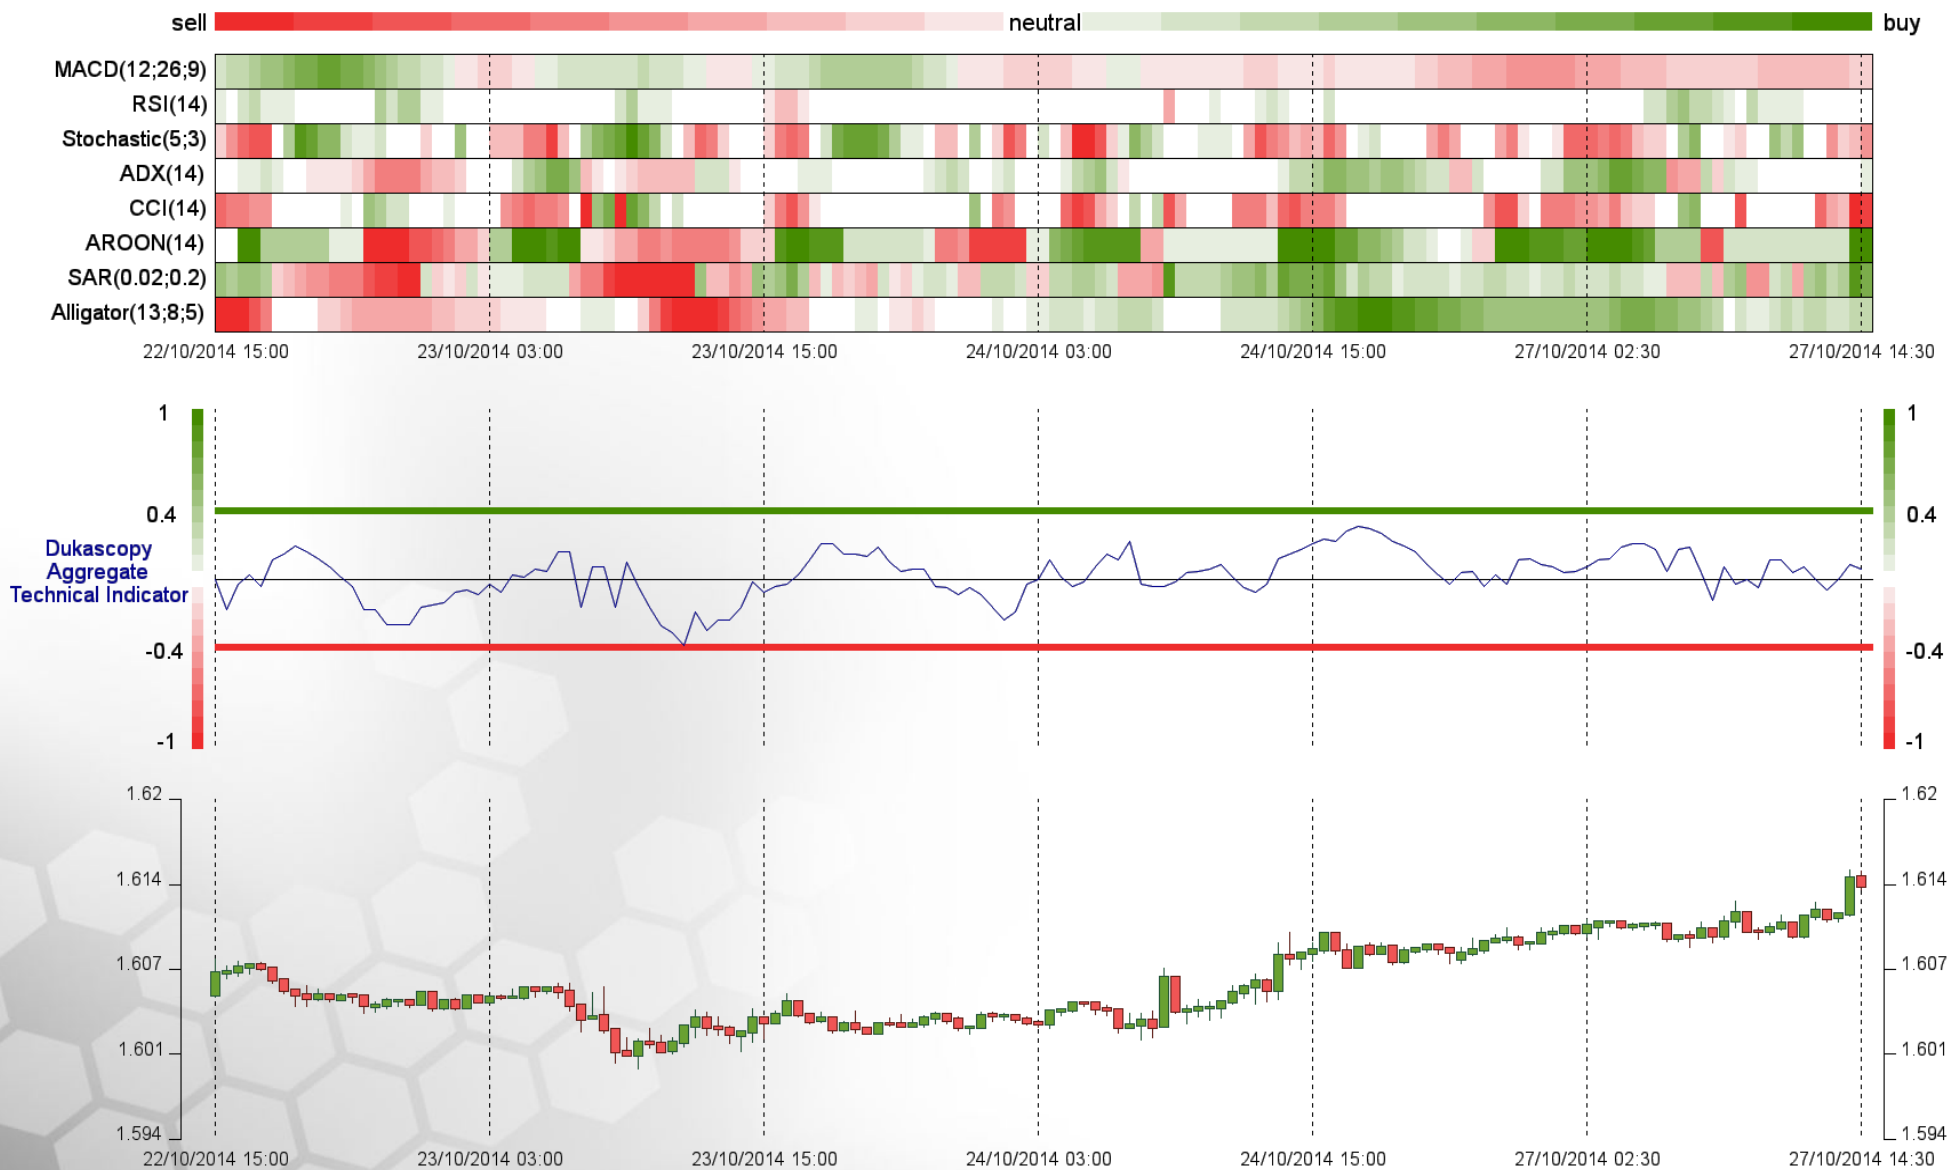 sell neutral buy
MACD(12;26;9)
RSI(14)
Stochastic(5;3)
ADX(14)
CCI(14)
AROON(14)
SAR(0.02;0.2)
Alligator(13;8;5)
22/10/2014 15:00 23/10/2014 03:00 23/10/2014 15:00 24/10/2014 03:00 24/10/2014 15:00 27/10/2014 02:30 27/10/2014 14:30
1 1
0.4 0.4
Dukascopy
Aggregate
Technical Indicator
-0.4 -0.4
-1 -1
1.62 1.62
1.614 1.614
1.607 1.607
1.601 1.601
1.594 1.594
22/10/2014 15:00 23/10/2014 03:00 23/10/2014 15:00 24/10/2014 03:00 24/10/2014 15:00 27/10/2014 02:30 27/10/2014 14:30